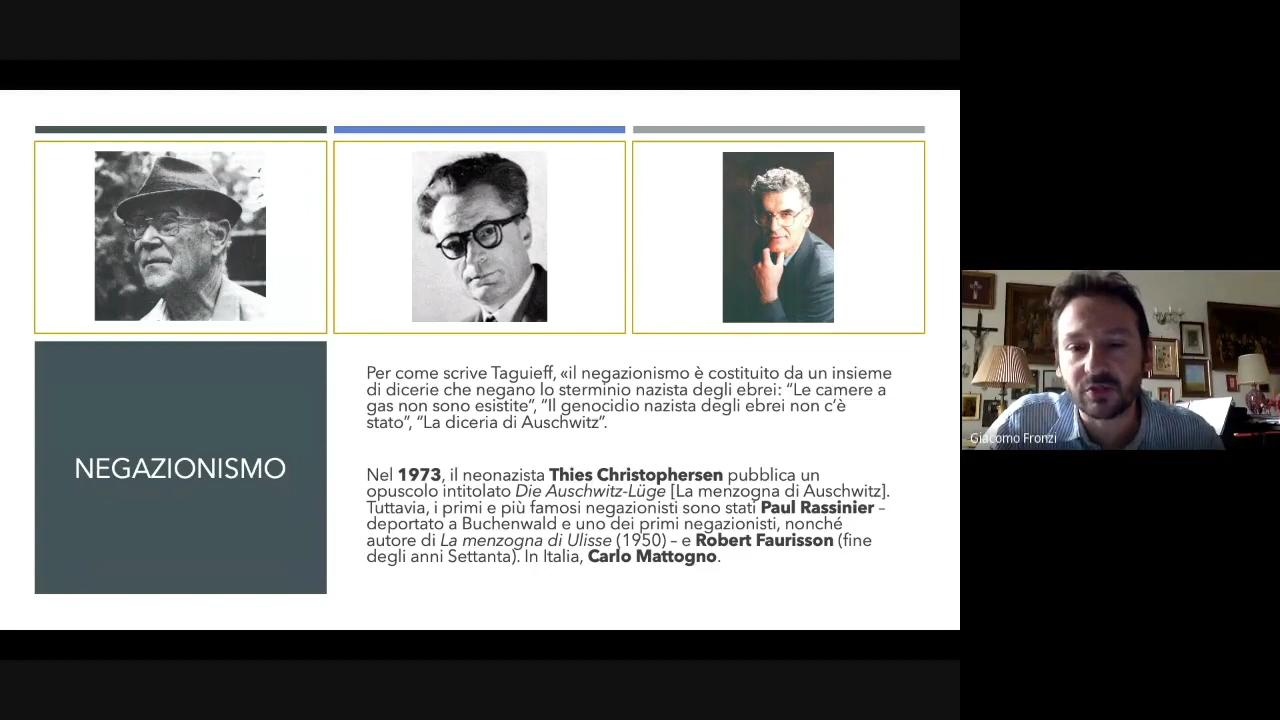 NEGAZIONISMO
Per come scrive Taguieff, «il negazionismo è costituito da un insieme
di dicerie che negano lo sterminio nazista degli ebrei: “Le camere a
gas non sono esistite”, “Il genocidio nazista degli ebrei non c’è
stato”, “La diceria di Auschwitz”.
Nel 1973, il neonazista Thies Christophersen pubblica un
opuscolo intitolato Die Auschwitz-Lüge [La menzogna di Auschwitz].
Tuttavia, i primi e più famosi negazionisti sono stati Paul Rassinier –
deportato a Buchenwald e uno dei primi negazionisti, nonché
autore di La menzogna di Ulisse (1950) – e Robert Faurisson (fine
degli anni Settanta). In Italia, Carlo Mattogno.
Giacomo Fronzi